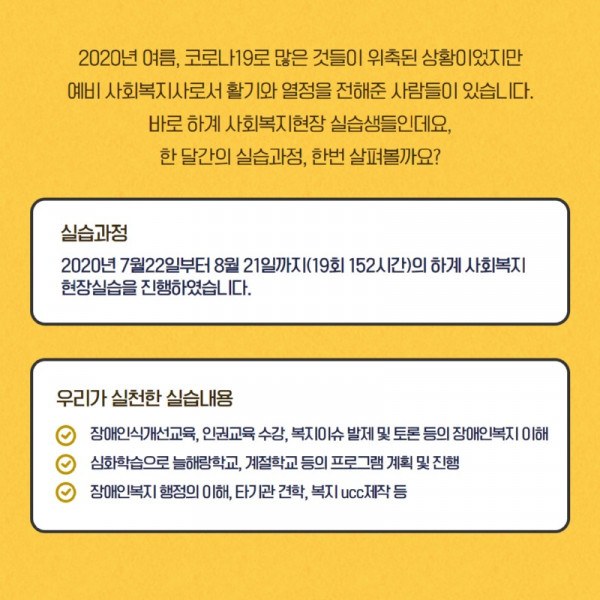 2020년 여름, 코로나19로 많은 것들이 위축된 상황이었지만
예비 사회복지사로서 활기와 열정을 전해준 사람들이 있습니다.
바로 하계 사회복지현장 실습생들인데요,
한 달간의 실습과정, 한번 살펴볼까요?
실습과정
2020년 7월22일부터 8월 21일까지(19회 152시간)의 하계 사회복지
현장실습을 진행하였습니다.
우리가 실천한 실습내용
장애인식개선교육, 인권교육 수강, 복지이슈 발제 및 토론 등의 장애인복지 이해
심화학습으로 늘해랑학교, 계절학교 등의 프로그램 계획 및 진행
장애인복지 행정의 이해, 타기관 견학, 복지 ucc제작 등